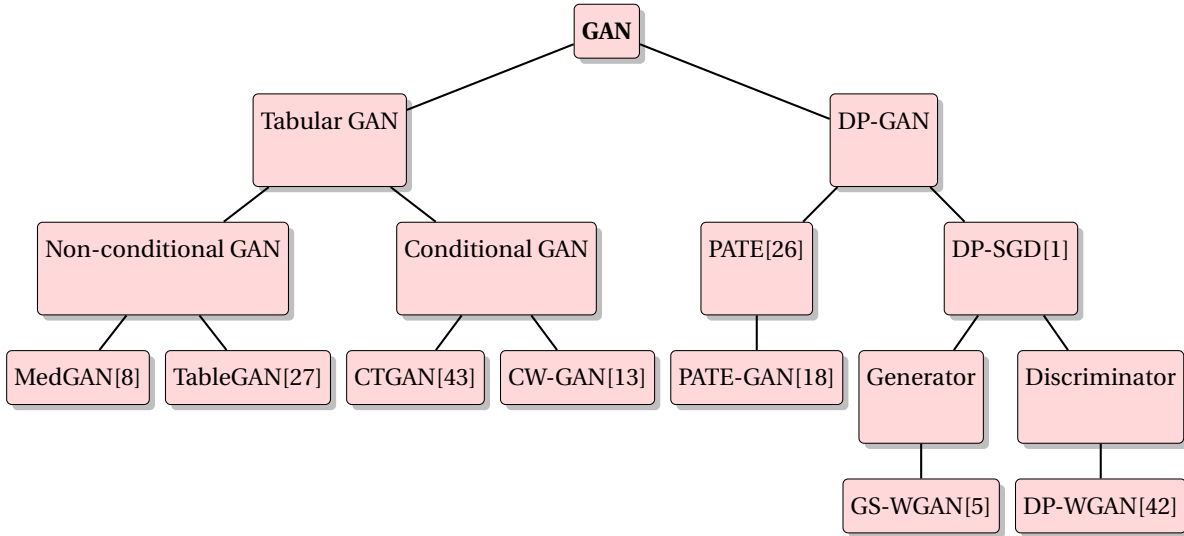 GAN
Tabular GAN
DP-GAN
Non-conditional GAN
Conditional GAN
PATE[26]
DP-SGD[1]
MedGAN[8]
TableGAN[27]
CTGAN[43]
CW-GAN[13]
PATE-GAN[18]
Generator
Discriminator
GS-WGAN[5]
DP-WGAN[42]